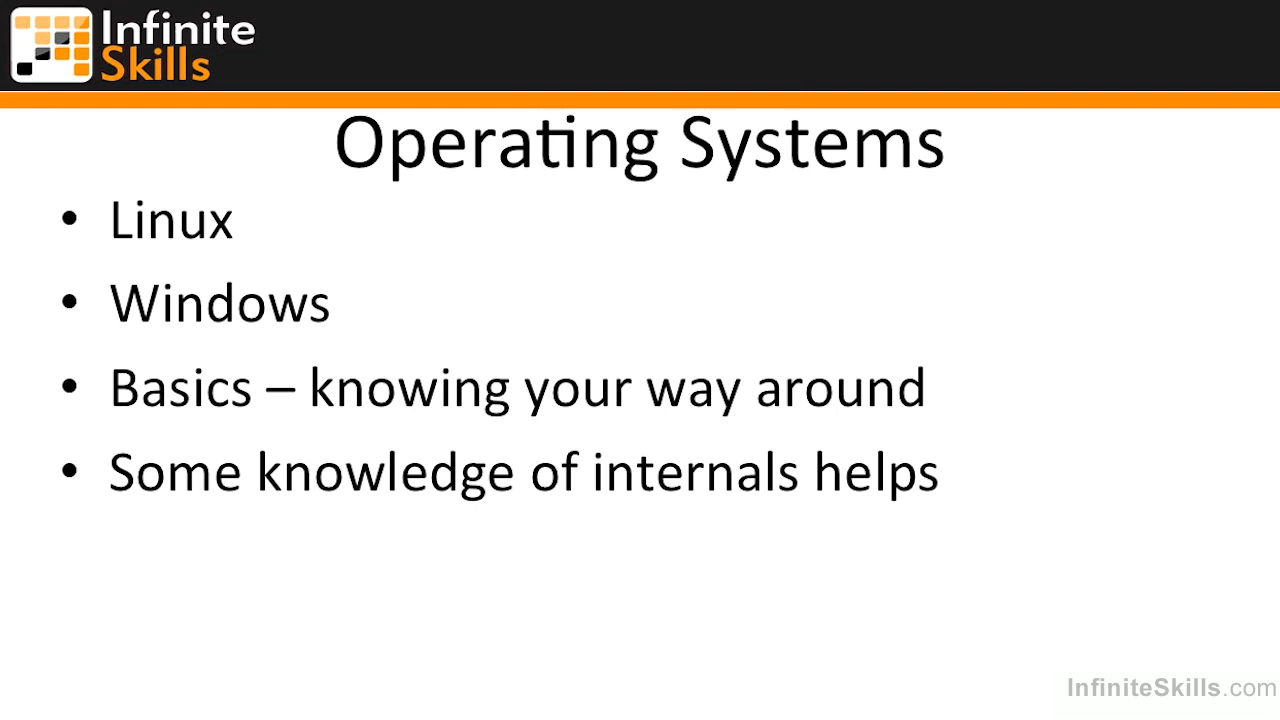 Infinite
Skills
Operating Systems
• Linux
• Windows
• Basics – knowing your way around
• Some knowledge of internals helps
InfiniteSkills.com